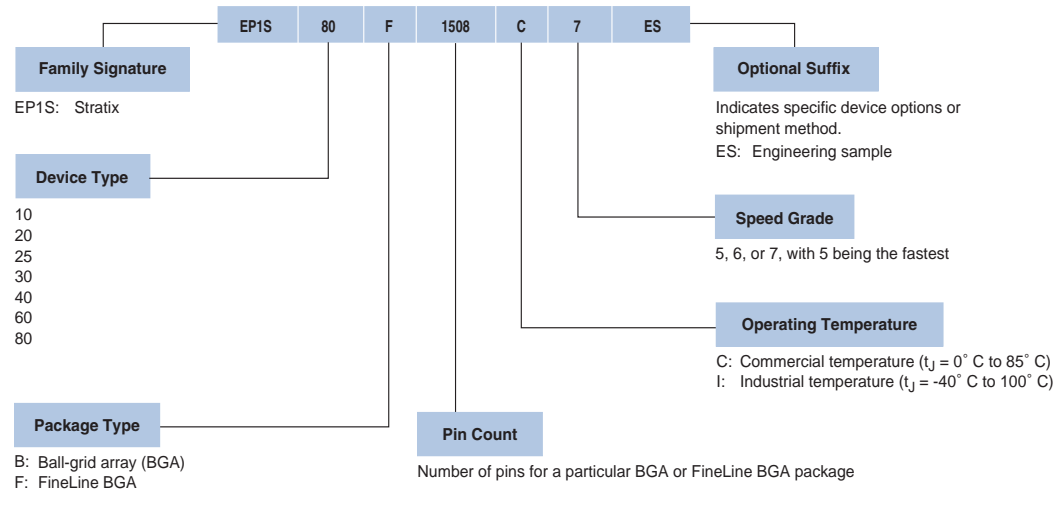 EP1S 80 F 1508 C 7 ES
Family Signature
EP1S: Stratix
Optional Suffix
Indicates specific device options or
shipment method.
ES: Engineering sample
Device Type
10
20
25
30
40
60
80
Speed Grade
5, 6, or 7, with 5 being the fastest
Operating Temperature
C: Commercial temperature (tJ = 0˚ C to 85˚ C)
I: Industrial temperature (tJ = -40˚ C to 100˚ C)
Package Type
B: Ball-grid array (BGA)
F: FineLine BGA
Pin Count
Number of pins for a particular BGA or FineLine BGA package